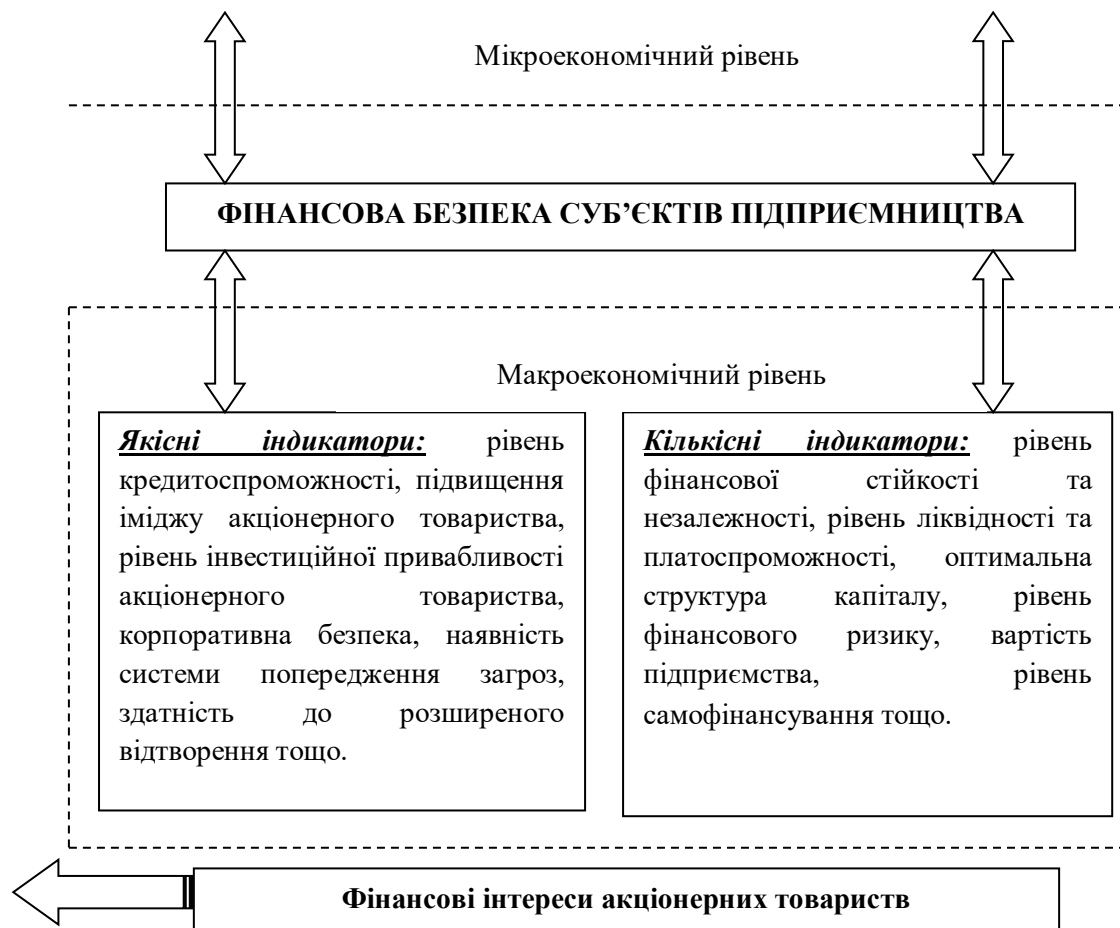 Мікроекономічний рівень
ФІНАНСОВА БЕЗПЕКА СУБ’ЄКТІВ ПІДПРИЄМНИЦТВА
Макроекономічний рівень
Якісні індикатори: рівень
кредитоспроможності, підвищення
іміджу акціонерного товариства,
рівень інвестиційної привабливості
акціонерного товариства,
корпоративна безпека, наявність
системи попередження загроз,
здатність до розширеного
відтворення тощо.
Кількісні індикатори: рівень
фінансової стійкості та
незалежності, рівень ліквідності та
платоспроможності, оптимальна
структура капіталу, рівень
фінансового ризику, вартість
підприємства, рівень
самофінансування тощо.
Фінансові інтереси акціонерних товариств